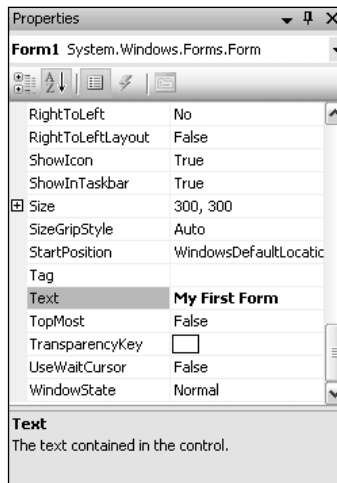 Properties
Form1 System.Windows.Forms.Form
RightToLeft No
RightToLeftLayout False
ShowIcon True
ShowInTaskbar True
Size 300, 300
SizeGripStyle Auto
StartPosition WindowsDefaultLocatio
Tag
Text My First Form
TopMost False
TransparencyKey
UseWaitCursor False
WindowState Normal
Text
The text contained in the control.